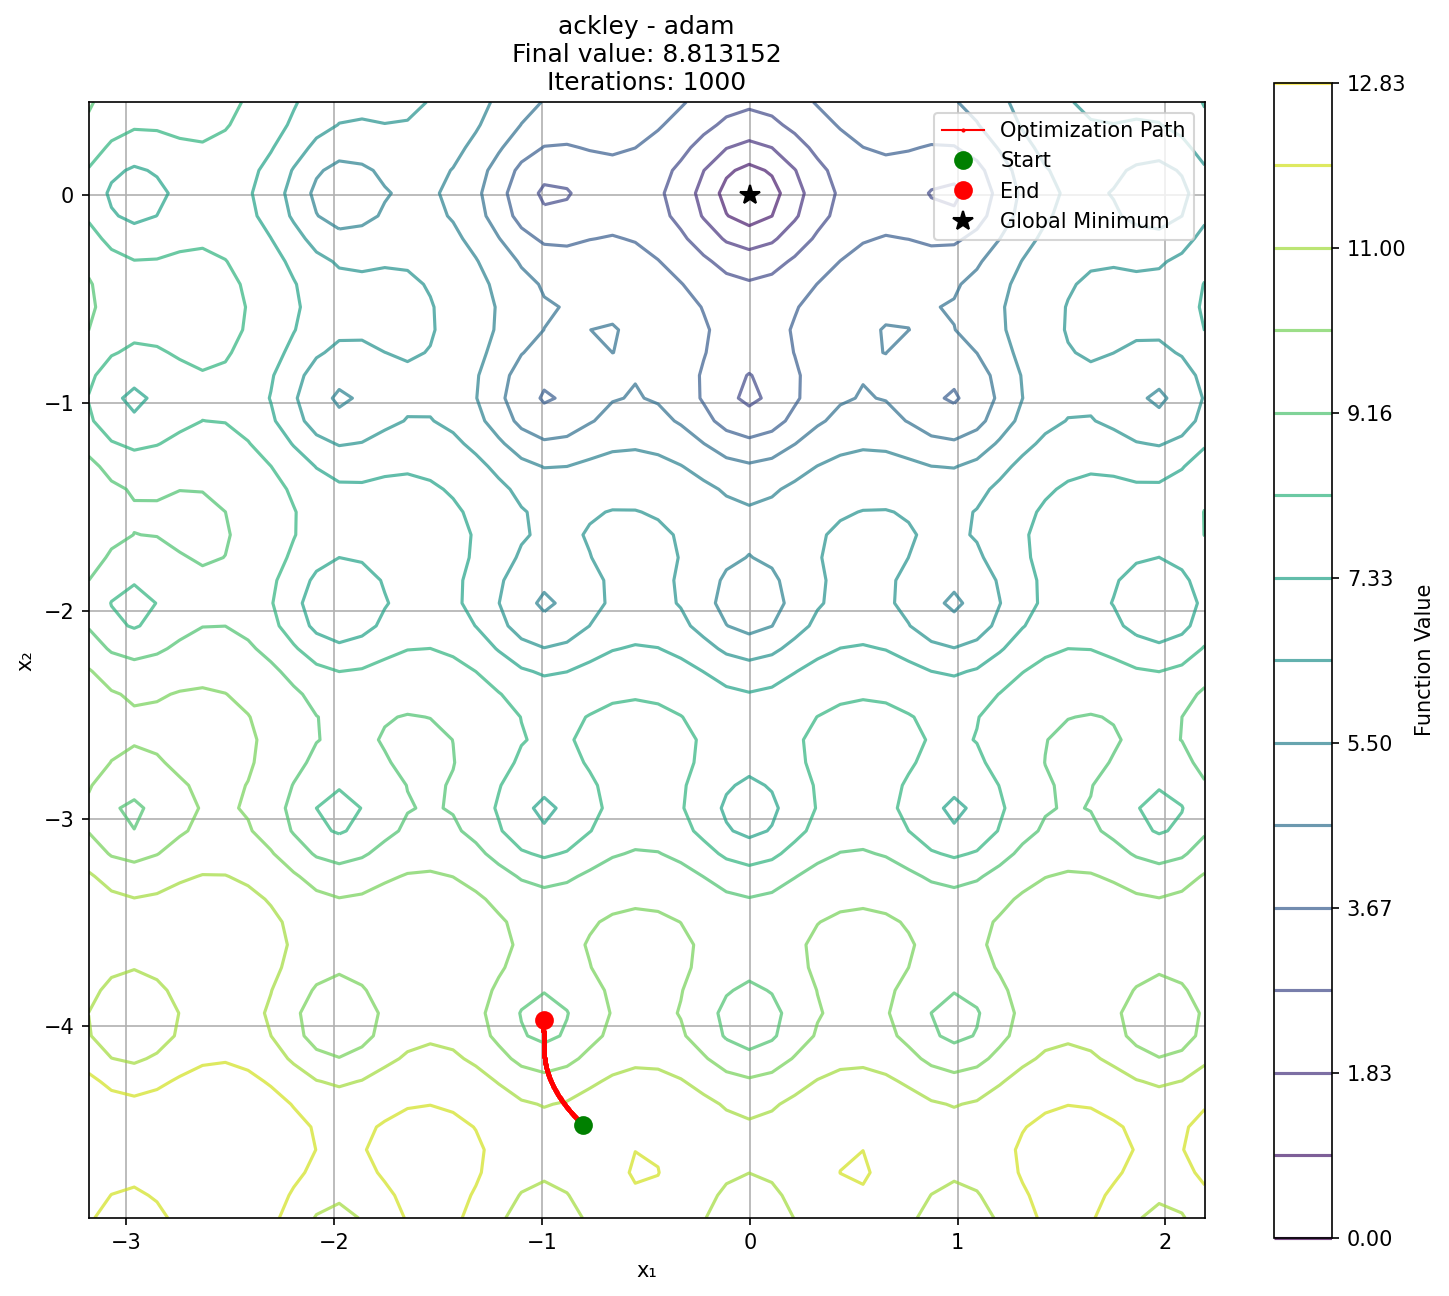 ackley - adam
Final value: 8.813152
Iterations: 1000
Optimization Path
Start
End
Global Minimum
0
−1
−2
−3
−4
x₂
−3
−2
−1
0
1
2
x₁
12.83
11.00
9.16
7.33
5.50
3.67
1.83
0.00
Function Value